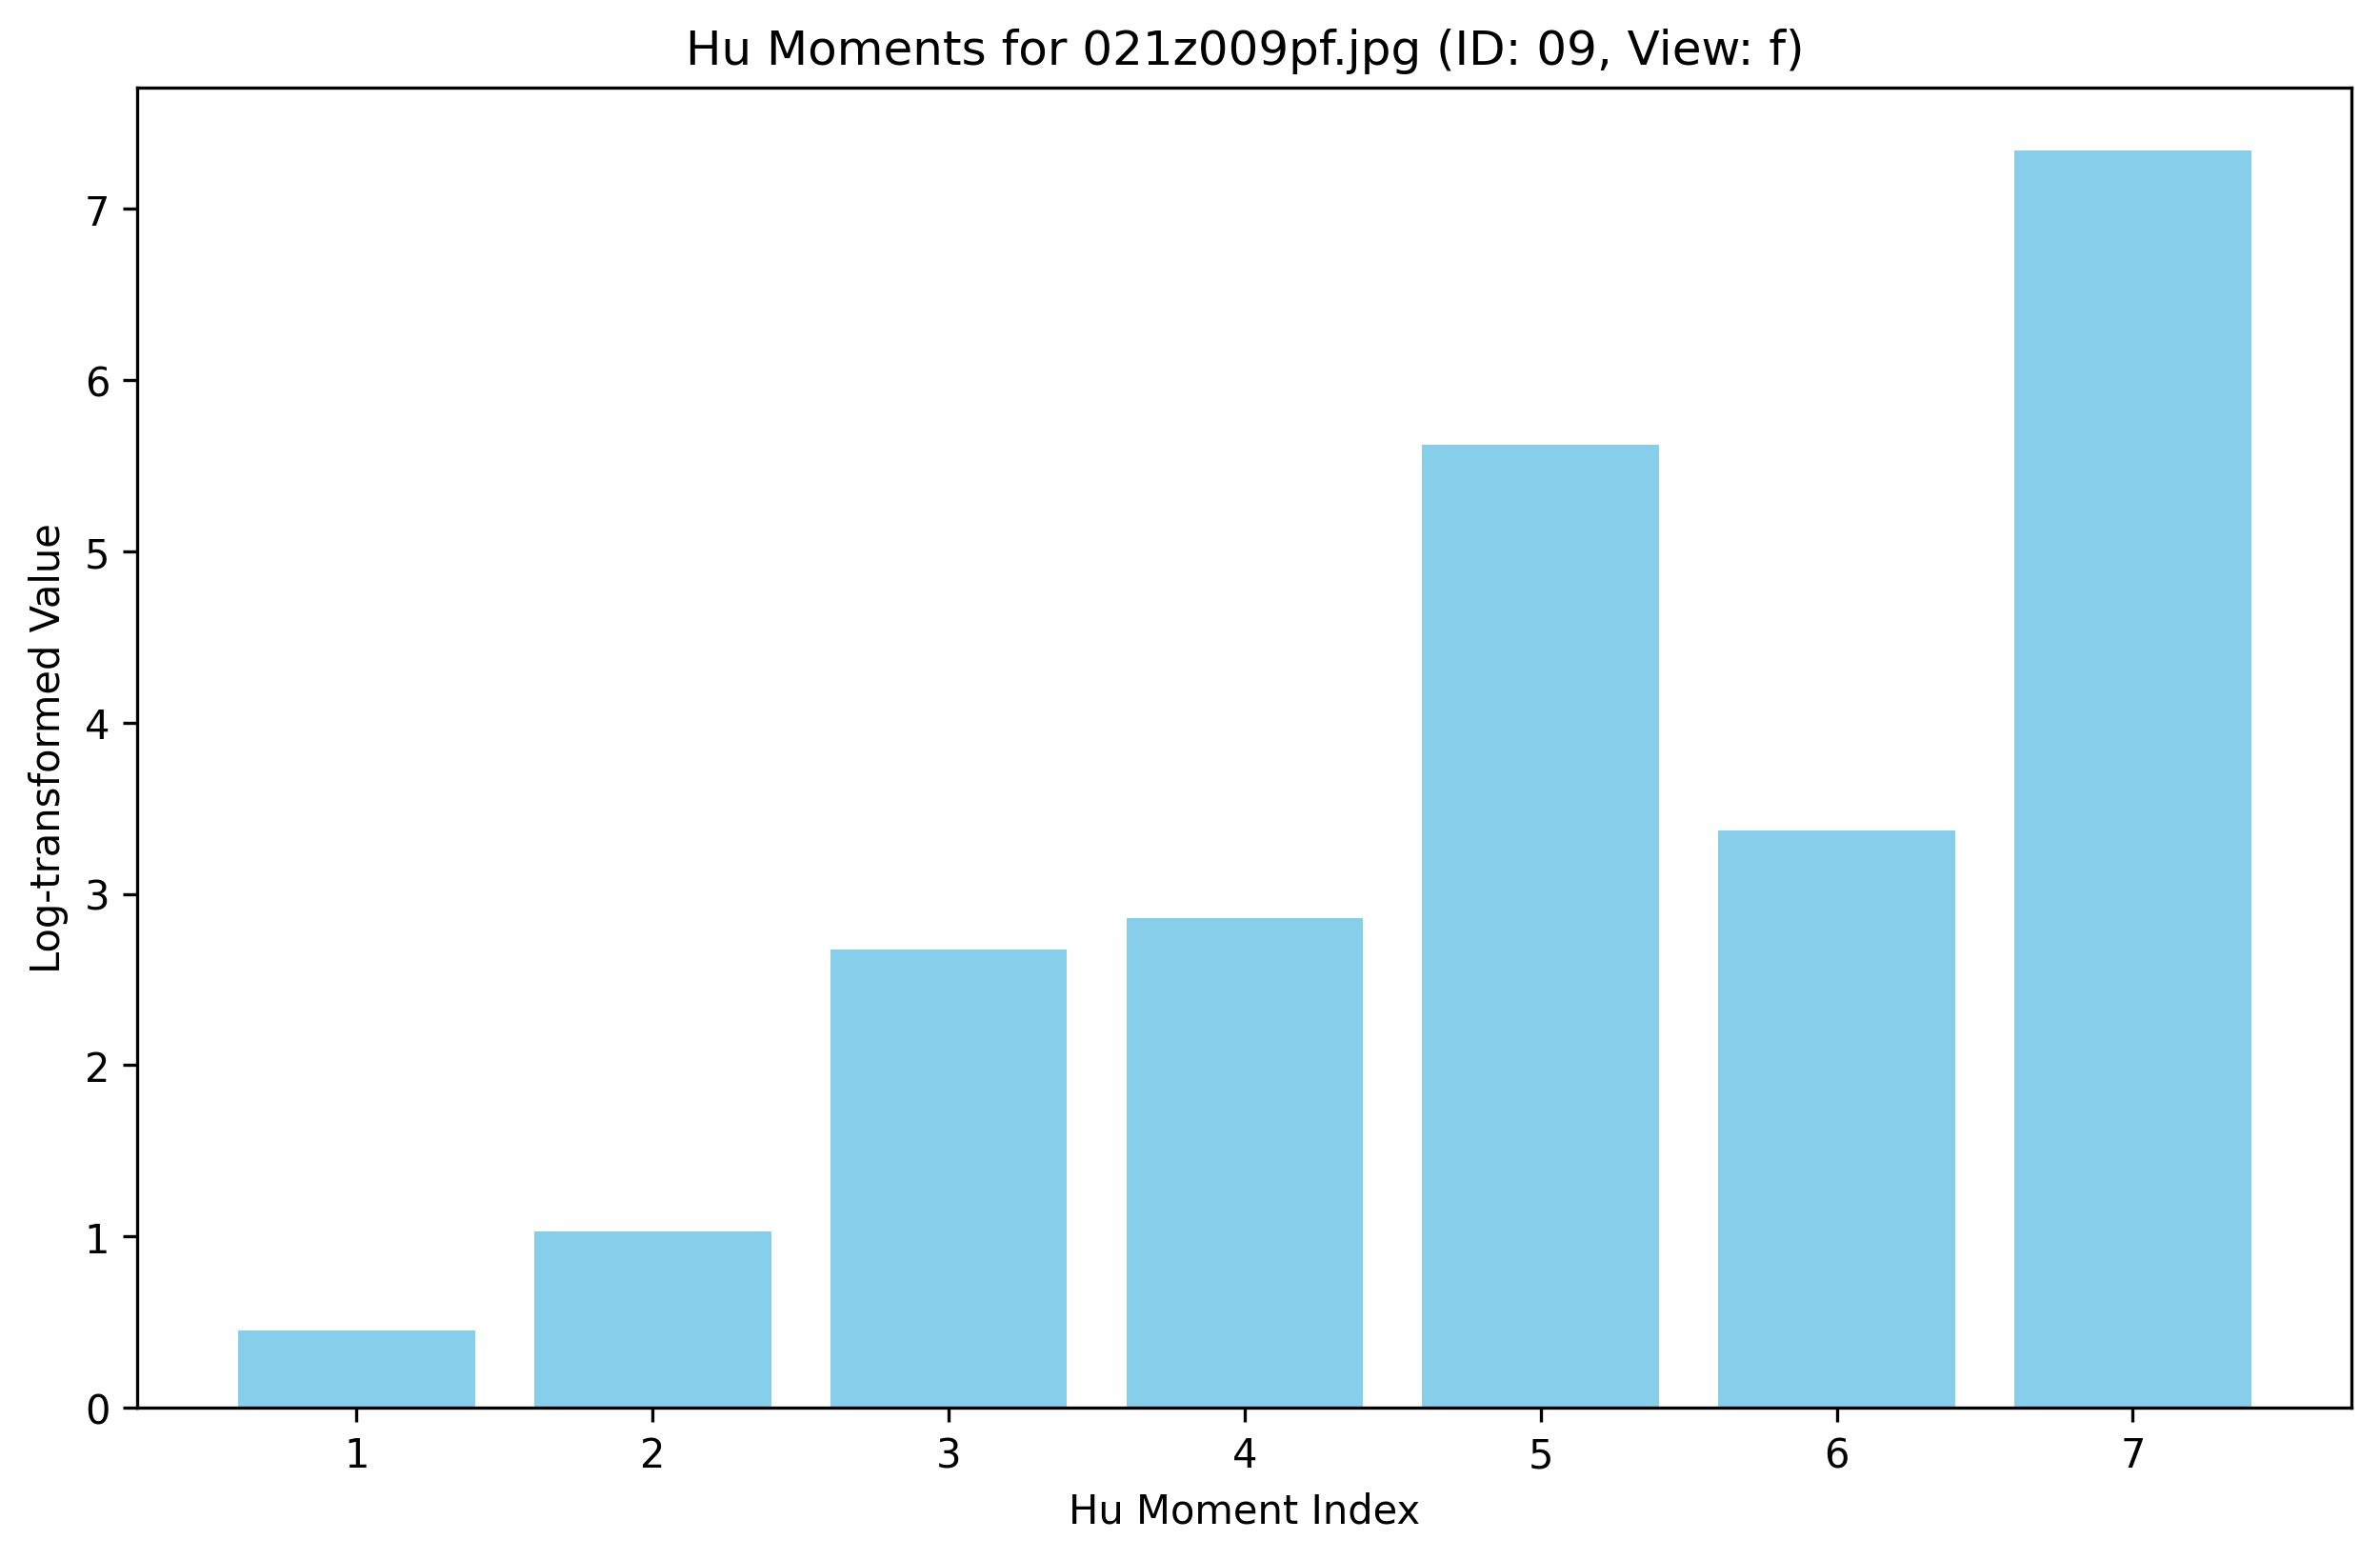 Hu Moments for 021z009pf.jpg (ID: 09, View: f)
Log-transformed Value
7
6
5
4
3
2
1
0
1 2 3 4 5 6 7
Hu Moment Index